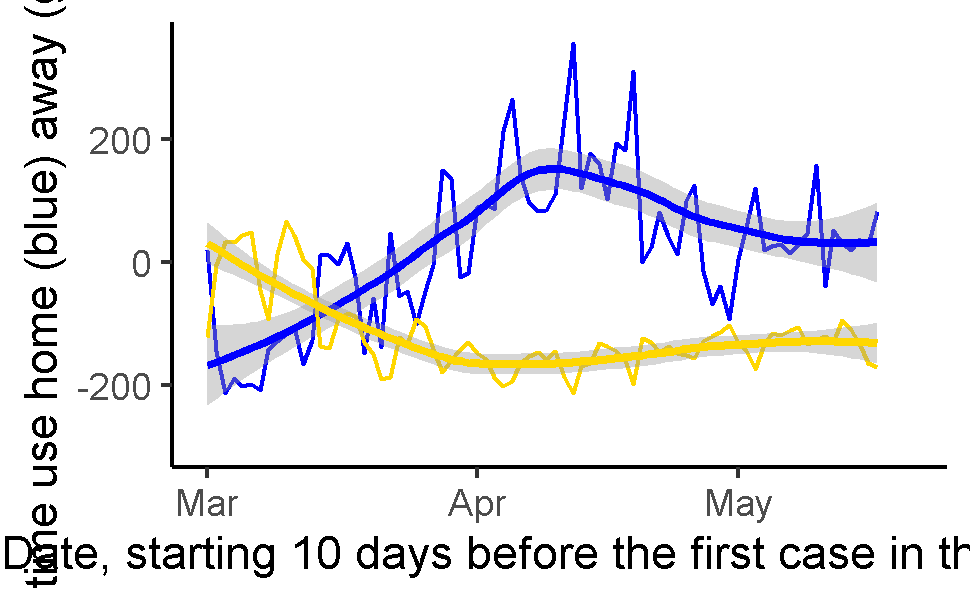 time use home (blue) away (
200
0
-200
Mar Apr May
Date, starting 10 days before the first case in th